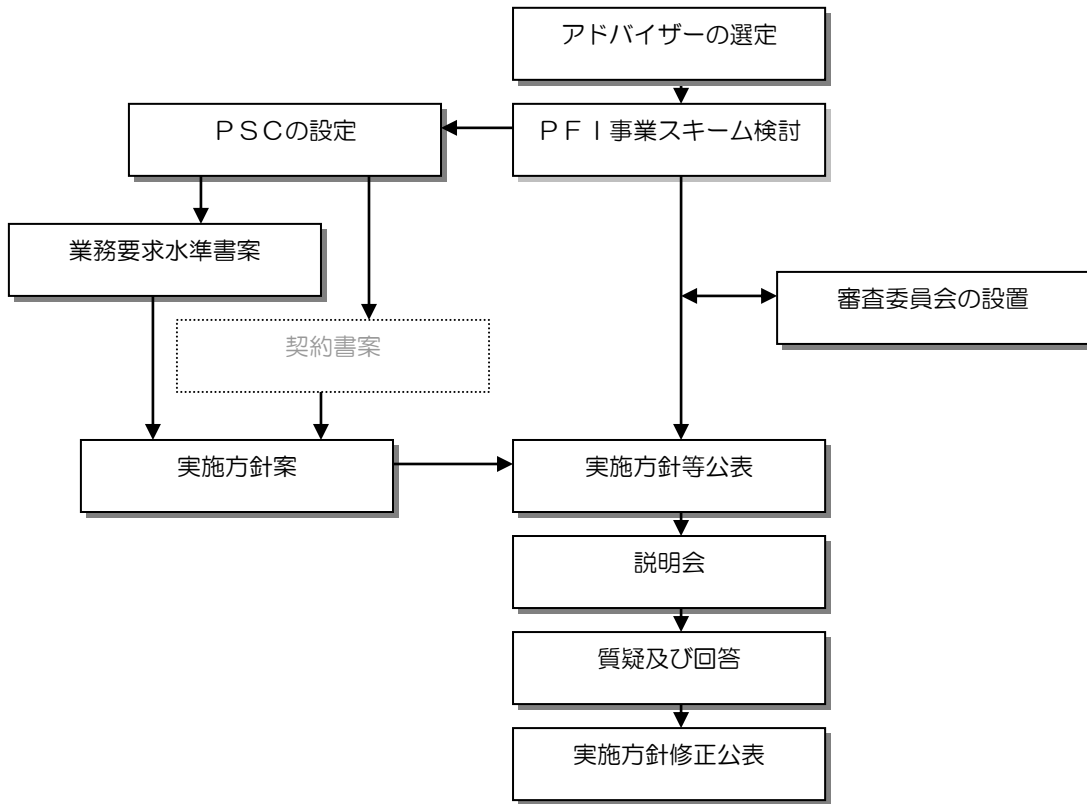 アドバイザーの選定
ＰＳＣの設定
ＰＦＩ事業スキーム検討
業務要求水準書案
審査委員会の設置
契約書案
実施方針案
実施方針等公表
説明会
質疑及び回答
実施方針修正公表